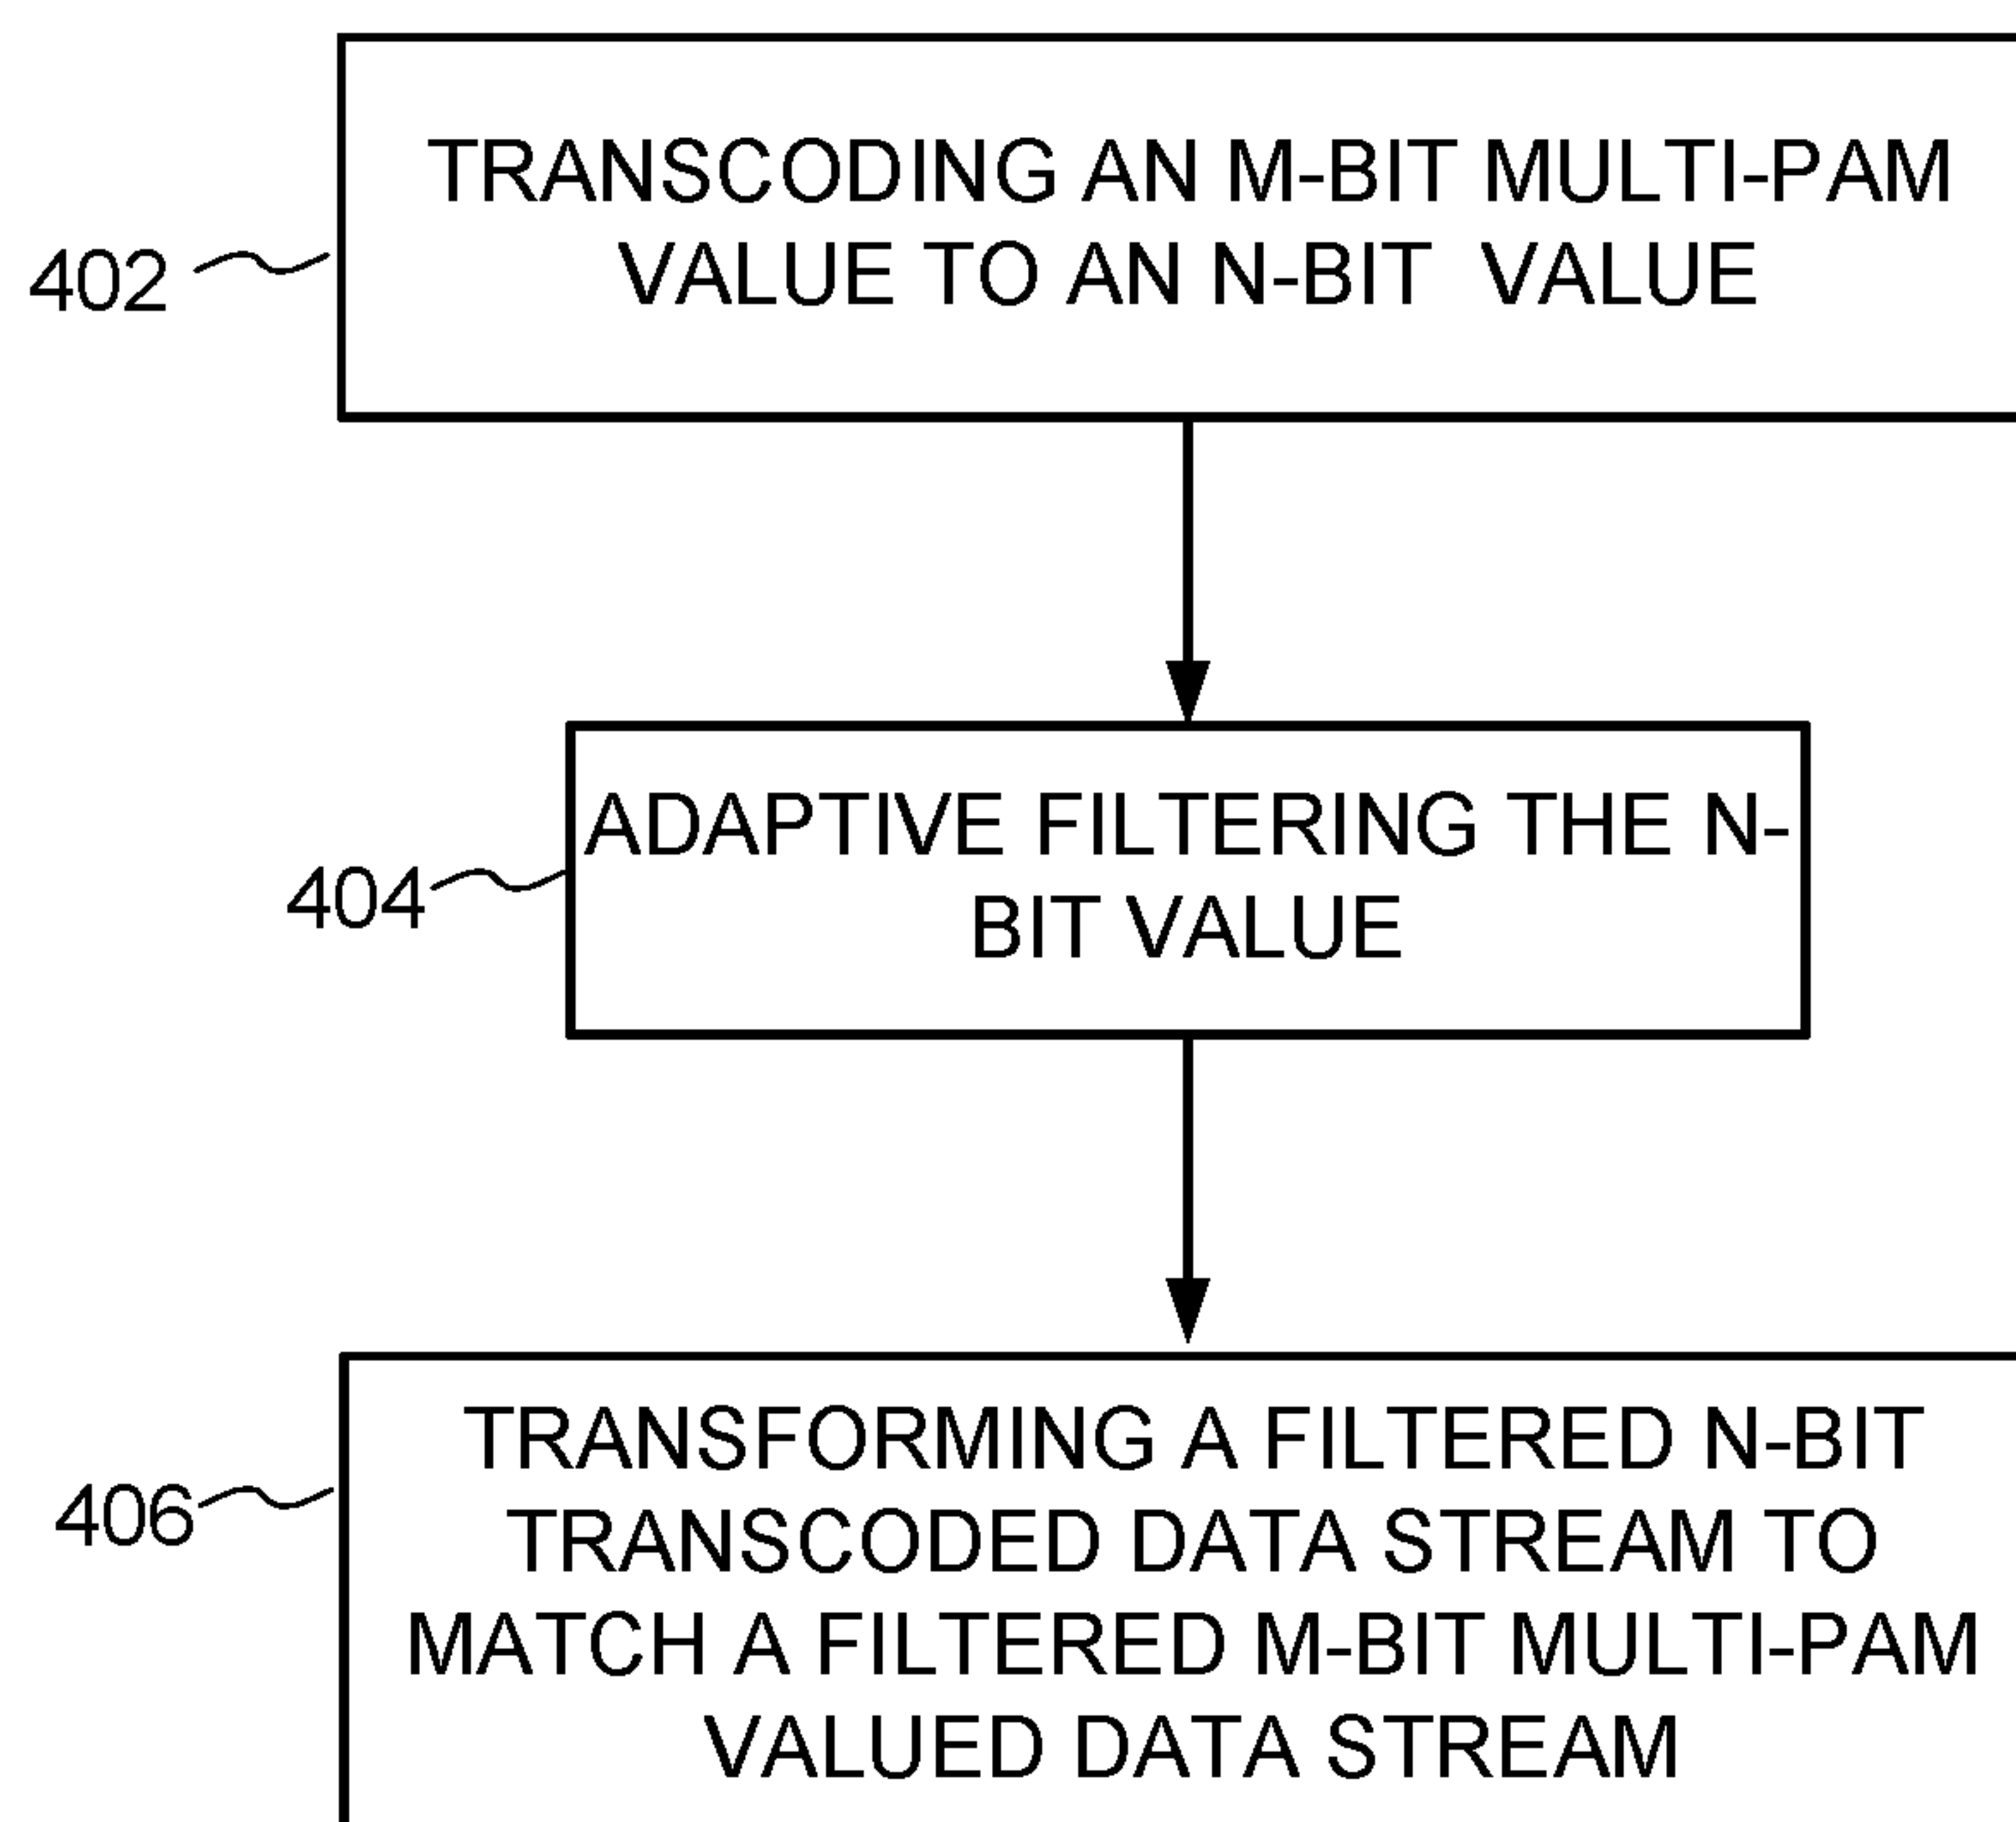 TRANSCODING AN M-BIT MULTI-PAM
VALUE TO AN N-BIT VALUE
402
ADAPTIVE FILTERING THE N-
BIT VALUE
404
TRANSFORMING A FILTERED N-BIT
TRANSCODED DATA STREAM TO
MATCH A FILTERED M-BIT MULTI-PAM
VALUED DATA STREAM
406